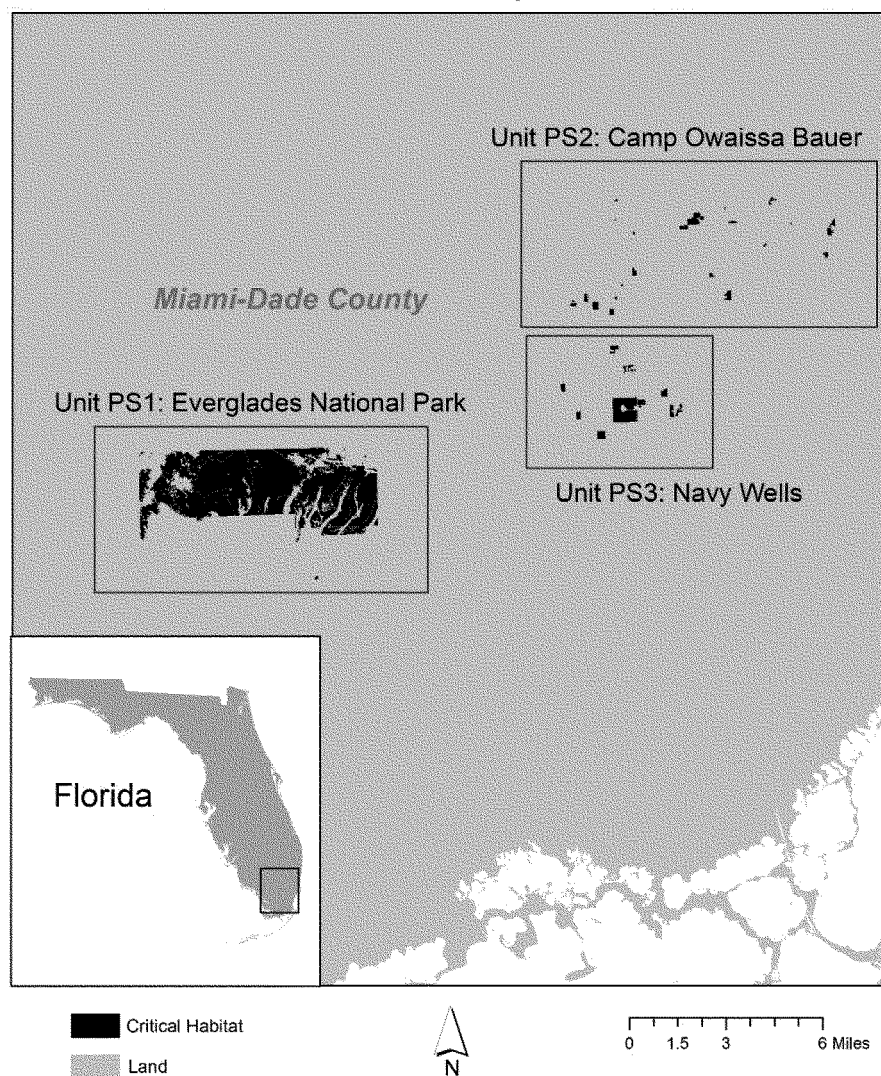 Unit PS2: Camp Owaissa Bauer
Miami-Dade County
Unit PS1: Everglades National Park
Unit PS3: Navy Wells
Florida
Critical Habitat
Land
N
0 1.5 3 6 Miles